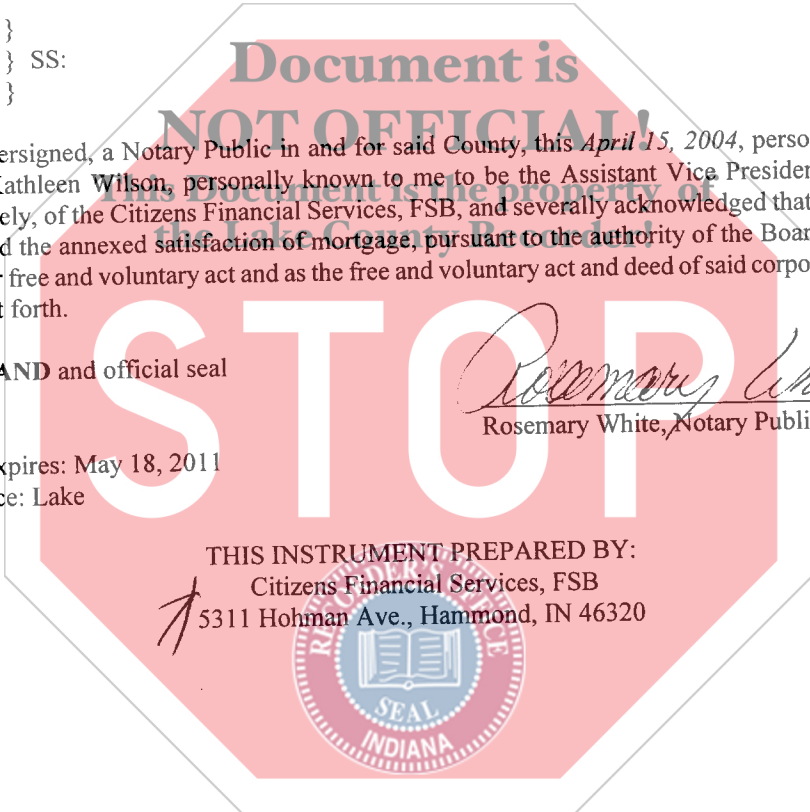 }
} SS:
}
Document is
NOT OFFICIAL!
This Document is the property of
the Lake County Recorder!
ersigned, a Notary Public in and for said County, this April 15, 2004, perso
Kathleen Wilson, personally known to me to be the Assistant Vice Presiden
ely, of the Citizens Financial Services, FSB, and severally acknowledged that
d the annexed satisfaction of mortgage, pursuant to the authority of the Boar
r free and voluntary act and as the free and voluntary act and deed of said corpo
t forth.
STOP
AND and official seal
Rosemary Wh
Rosemary White, Notary Publi
xpires: May 18, 2011
ce: Lake
THIS INSTRUMENT PREPARED BY:
Citizens Financial Services, FSB
5311 Hohman Ave., Hammond, IN 46320
RECORDER'S OFFICE
SEAL
INDIANA